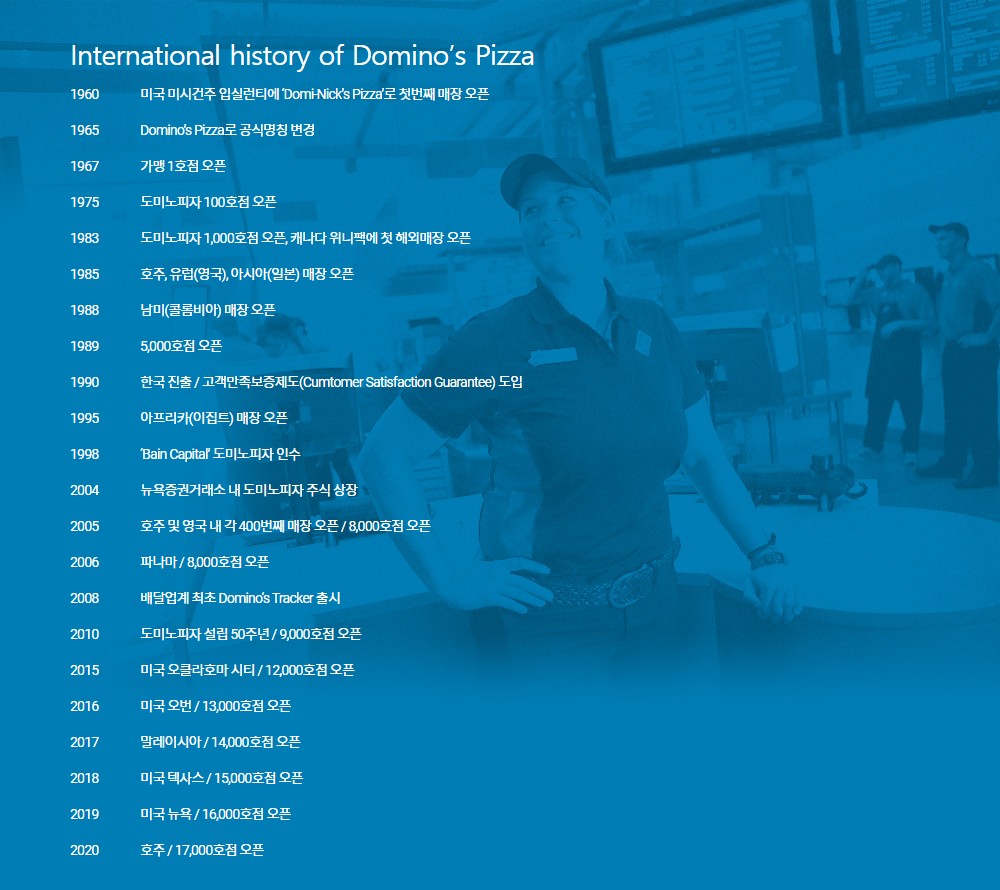 International history of Domino’s Pizza
1960 미국 미시건주 입실런티에 ‘Domi-Nick’s Pizza’로 첫번째 매장 오픈
1965 Domino’s Pizza로 공식명칭 변경
1967 가맹 1호점 오픈
1975 도미노피자 100호점 오픈
1983 도미노피자 1,000호점 오픈, 캐나다 위니팩에 첫 해외매장 오픈
1985 호주, 유럽(영국), 아시아(일본) 매장 오픈
1988 남미(콜롬비아) 매장 오픈
1989 5,000호점 오픈
1990 한국 진출 / 고객만족보증제도(Cumtomer Satisfaction Guarantee) 도입
1995 아프리카(이집트) 매장 오픈
1998 ‘Bain Capital’ 도미노피자 인수
2004 뉴욕증권거래소 내 도미노피자 주식 상장
2005 호주 및 영국 내 각 400번째 매장 오픈 / 8,000호점 오픈
2006 파나마 / 8,000호점 오픈
2008 배달업계 최초 Domino’s Tracker 출시
2010 도미노피자 설립 50주년 / 9,000호점 오픈
2015 미국 오클라호마 시티 / 12,000호점 오픈
2016 미국 오번 / 13,000호점 오픈
2017 말레이시아 / 14,000호점 오픈
2018 미국 텍사스 / 15,000호점 오픈
2019 미국 뉴욕 / 16,000호점 오픈
2020 호주 / 17,000호점 오픈